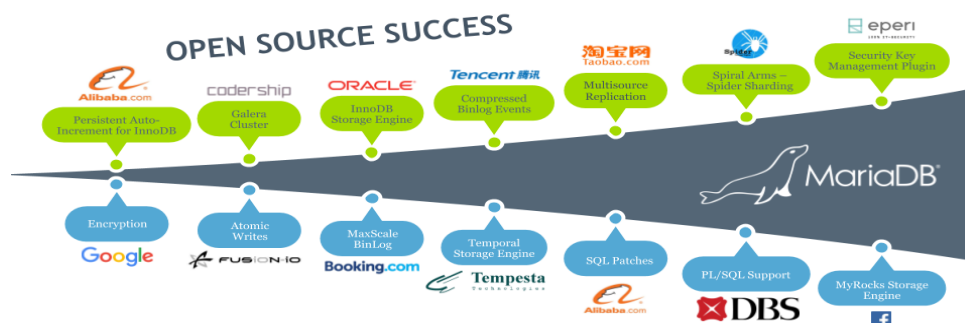 OPEN SOURCE SUCCESS
Alibaba.com
Persistent Auto-
Increment for InnoDB
codership
Galera
Cluster
ORACLE®
InnoDB
Storage Engine
Tencent 腾讯
Compressed
Binlog Events
淘宝网
Taobao.com
Multisource
Replication
Spider
Spiral Arms –
Spider Sharding
eperi
Security Key
Management Plugin
MariaDB®
Encryption
Google
Atomic
Writes
FUSION-iO
MaxScale
BinLog
Booking.com
Temporal
Storage Engine
Tempesta
Technologies
SQL Patches
Alibaba.com
PL/SQL Support
DBS
MyRocks Storage
Engine
f